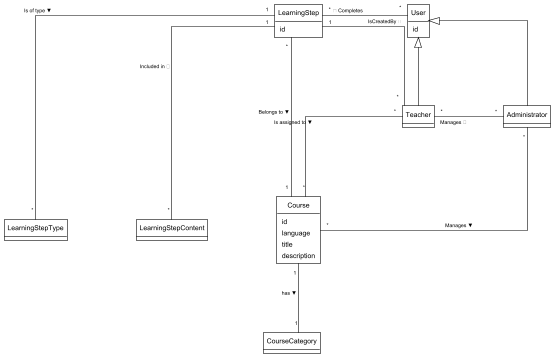 Is of type ▼
1
LearningStep
id
1
* Completes *
1
IsCreatedBy
*
User
id
Included in
*
Belongs to ▼
Is assigned to ▼
*
*
Teacher
*
Manages
*
Administrator
*
1
*
*
LearningStepType
*
LearningStepContent
Course
id
language
title
description
*
Manages ▼
1
has ▼
1
CourseCategory